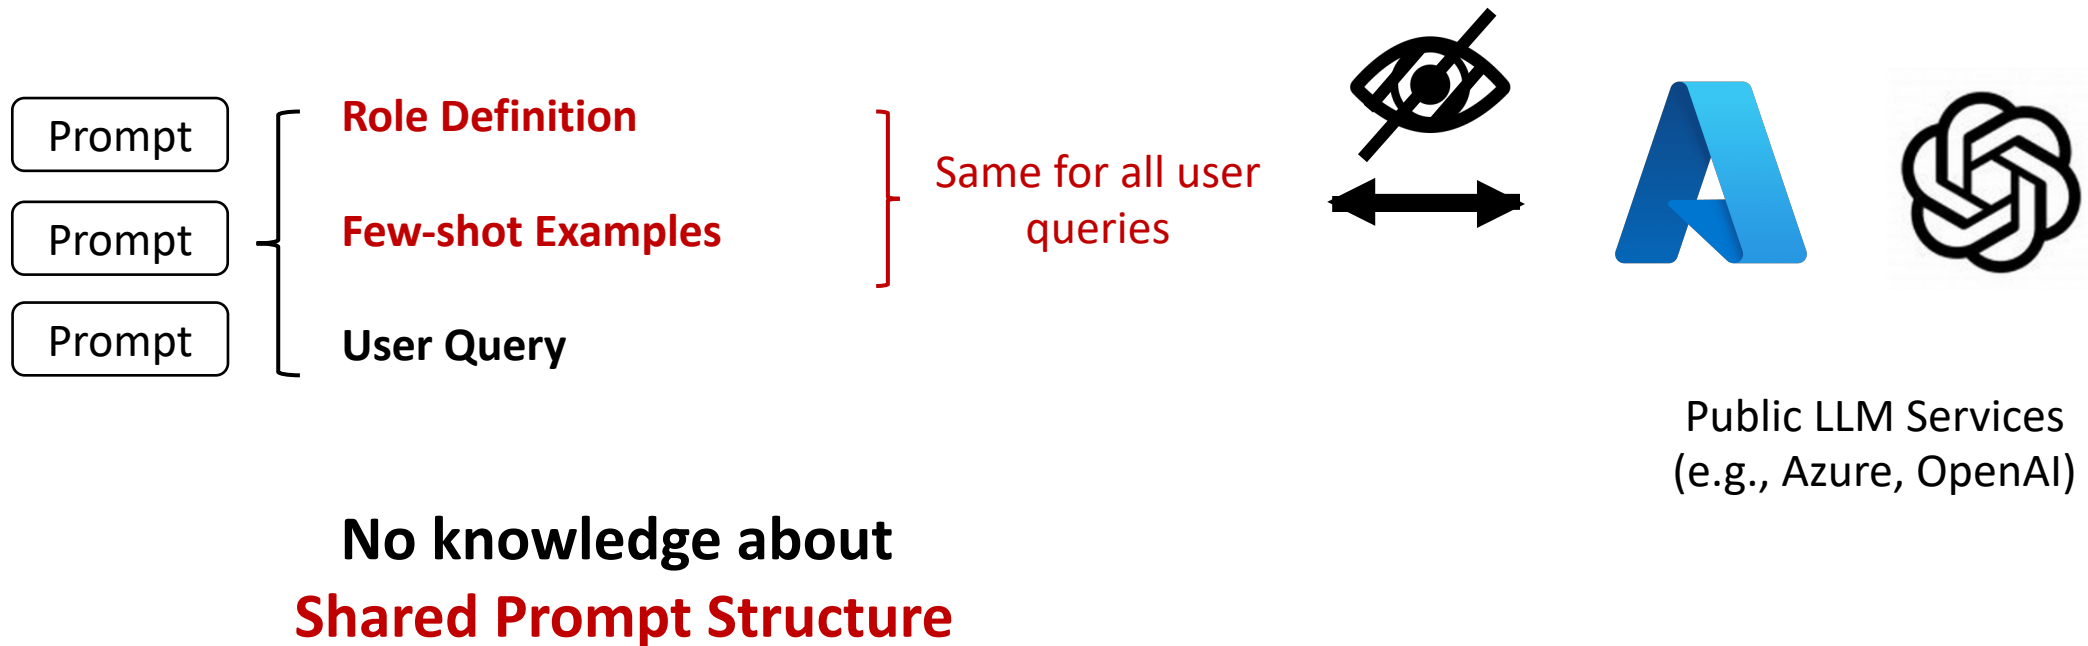 Prompt
Prompt
Prompt
Role Definition
Few-shot Examples
User Query
Same for all user
queries
Public LLM Services
(e.g., Azure, OpenAI)
No knowledge about
Shared Prompt Structure